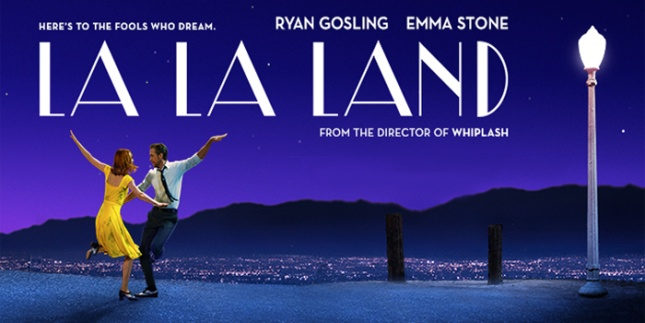 HERE'S TO THE FOOLS WHO DREAM.
RYAN GOSLING EMMA STONE
LA LA LAND
FROM THE DIRECTOR OF WHIPLASH